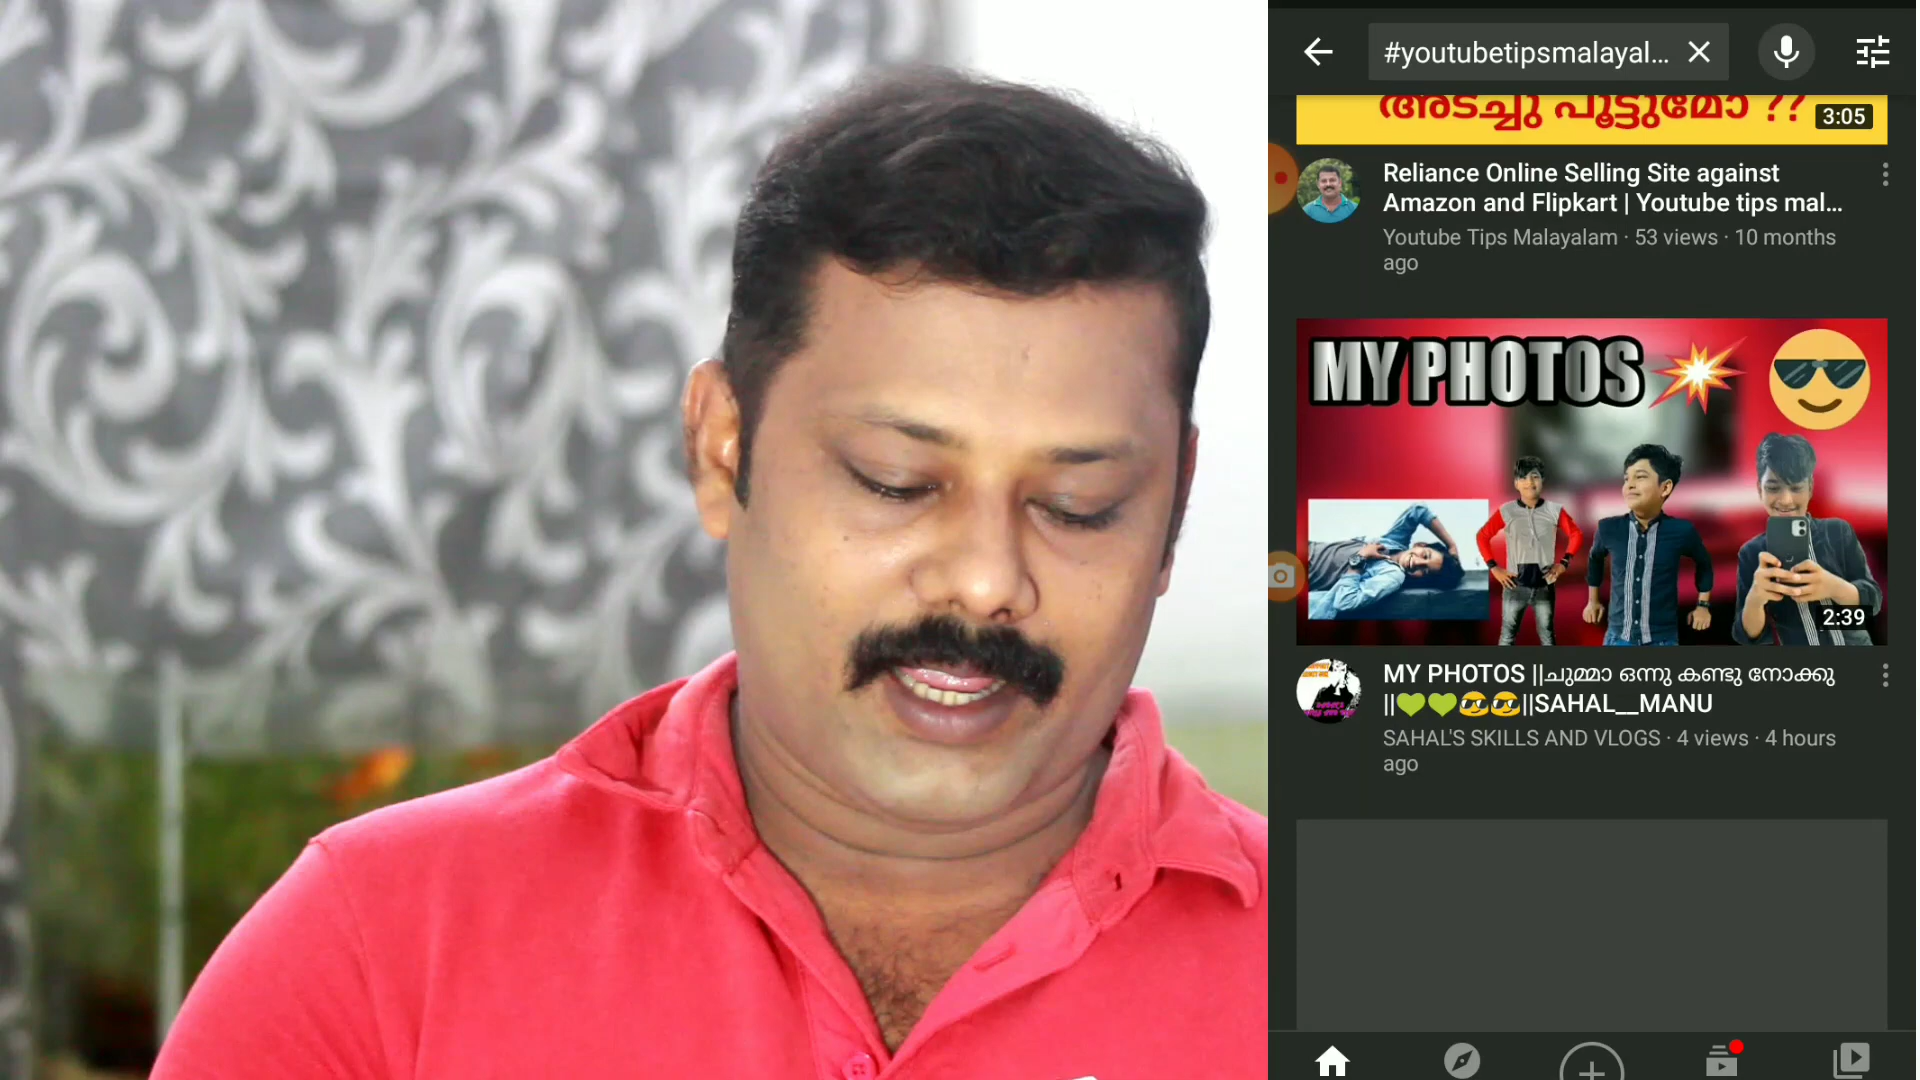 #youtubetipsmalayal...
അടച്ചു പൂട്ടുമോ ??
3:05
Reliance Online Selling Site against
Amazon and Flipkart | Youtube tips mal...
Youtube Tips Malayalam · 53 views · 10 months
ago
MY PHOTOS
2:39
MY PHOTOS ||ചുമ്മാ ഒന്നു കണ്ടു നോക്കൂ
||💚💚😎😎||SAHAL__MANU
SAHAL'S SKILLS AND VLOGS · 4 views · 4 hours
ago